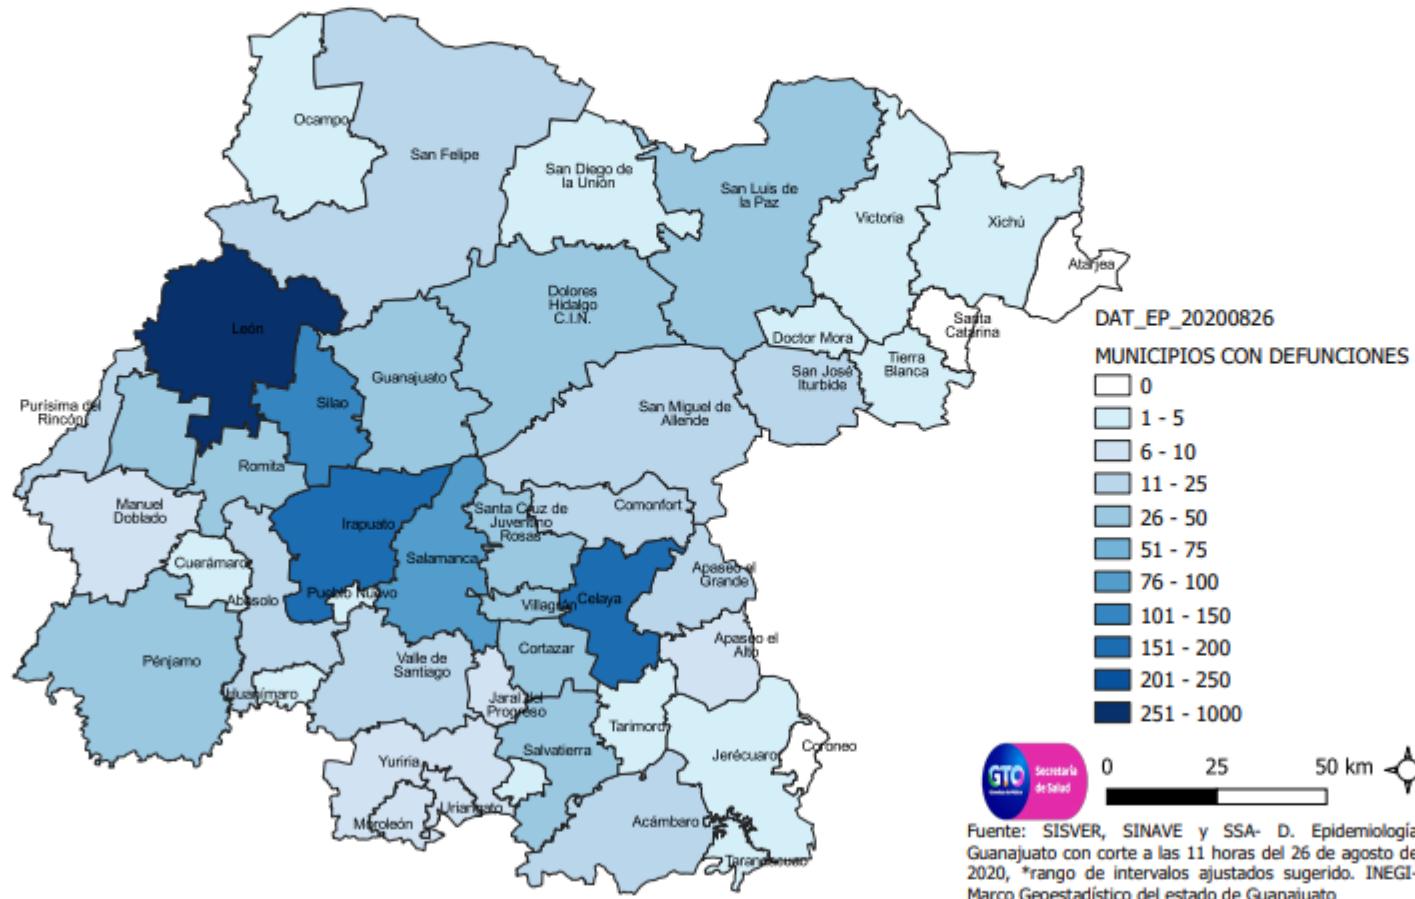 Ocampo
San Felipe
San Diego de
la Unión
San Luis de
la Paz
Victoria
Xichú
Atarjea
León
Dolores
Hidalgo
C.I.N.
Doctor Mora
Santa
Catarina
Tierra
Blanca
San José
Iturbide
Guanajuato
Silao
San Miguel de
Allende
Purísima del
Rincón
Romita
Manuel
Doblado
Irapuato
Salamanca
Santa Cruz de
Juventino
Rosas
Comonfort
Cuerámaro
Abasolo
Pueblo Nuevo
Villagrán
Celaya
Apaseo el
Grande
Apaseo el
Alto
Pénjamo
Huanímaro
Valle de
Santiago
Cortazar
Jaral del
Progreso
Salvatierra
Tarimoro
Jerécuaro
Coroneo
Yuriria
Uriangato
Moroleón
Acámbaro
Tarandacuao
DAT_EP_20200826
MUNICIPIOS CON DEFUNCIONES
0
1 - 5
6 - 10
11 - 25
26 - 50
51 - 75
76 - 100
101 - 150
151 - 200
201 - 250
251 - 1000
GTO
Secretaría
de Salud
0 25 50 km
Fuente: SISVER, SINAVE y SSA- D. Epidemiología
Guanajuato con corte a las 11 horas del 26 de agosto de
2020, *rango de intervalos ajustados sugerido. INEGI-
Marco Geoestadístico del estado de Guanajuato